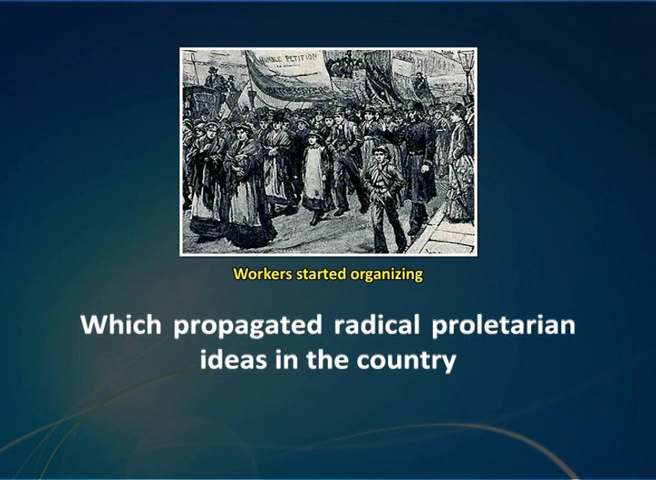 HUMBLE PETITION
Workers started organizing
Which propagated radical proletarian
ideas in the country